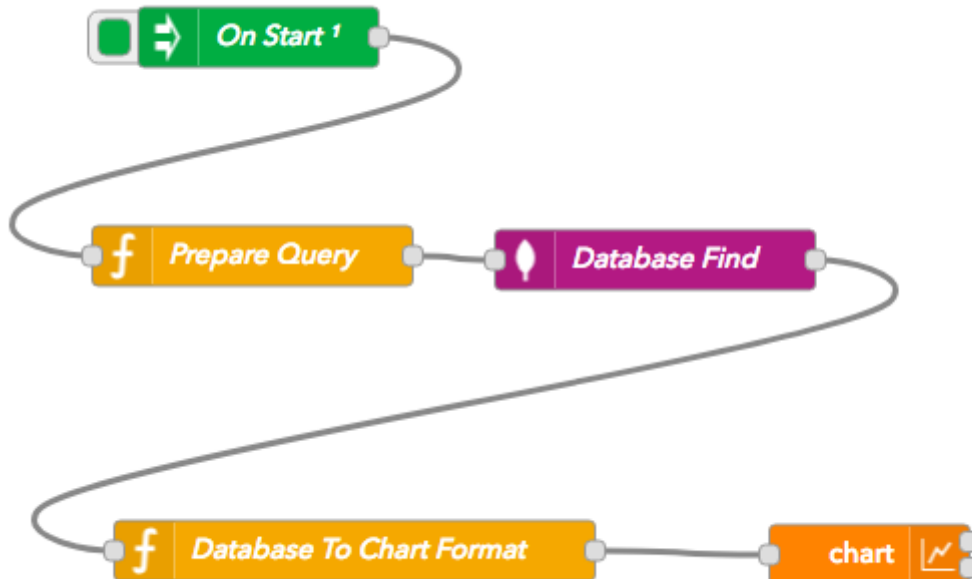 On Start ¹
Prepare Query
Database Find
Database To Chart Format
chart